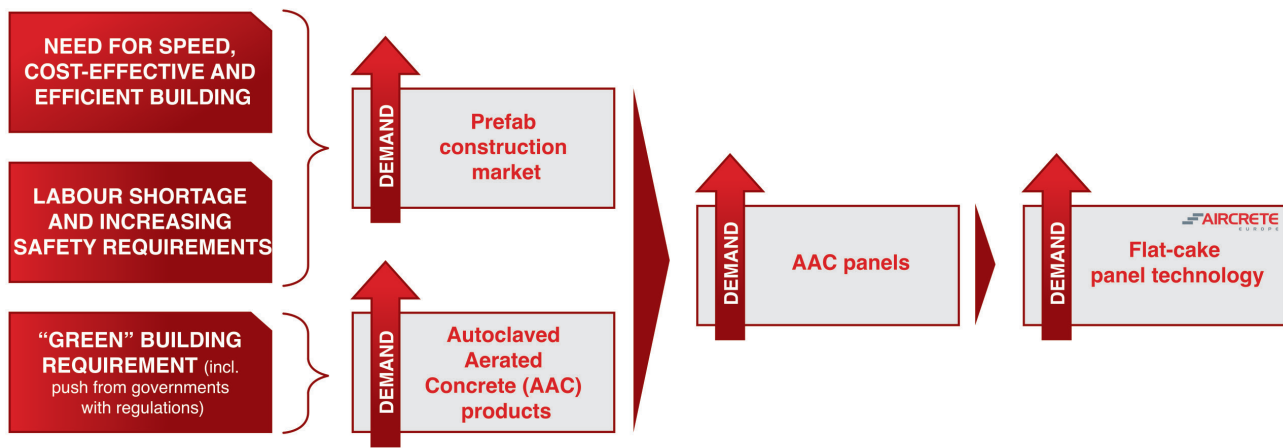 NEED FOR SPEED,
COST-EFFECTIVE AND
EFFICIENT BUILDING
LABOUR SHORTAGE
AND INCREASING
SAFETY REQUIREMENTS
“GREEN” BUILDING
REQUIREMENT (incl.
push from governments
with regulations)
DEMAND
Prefab
construction
market
DEMAND
Autoclaved
Aerated
Concrete (AAC)
products
DEMAND
AAC panels
DEMAND
AIRCRETE
EUROPE
Flat-cake
panel technology